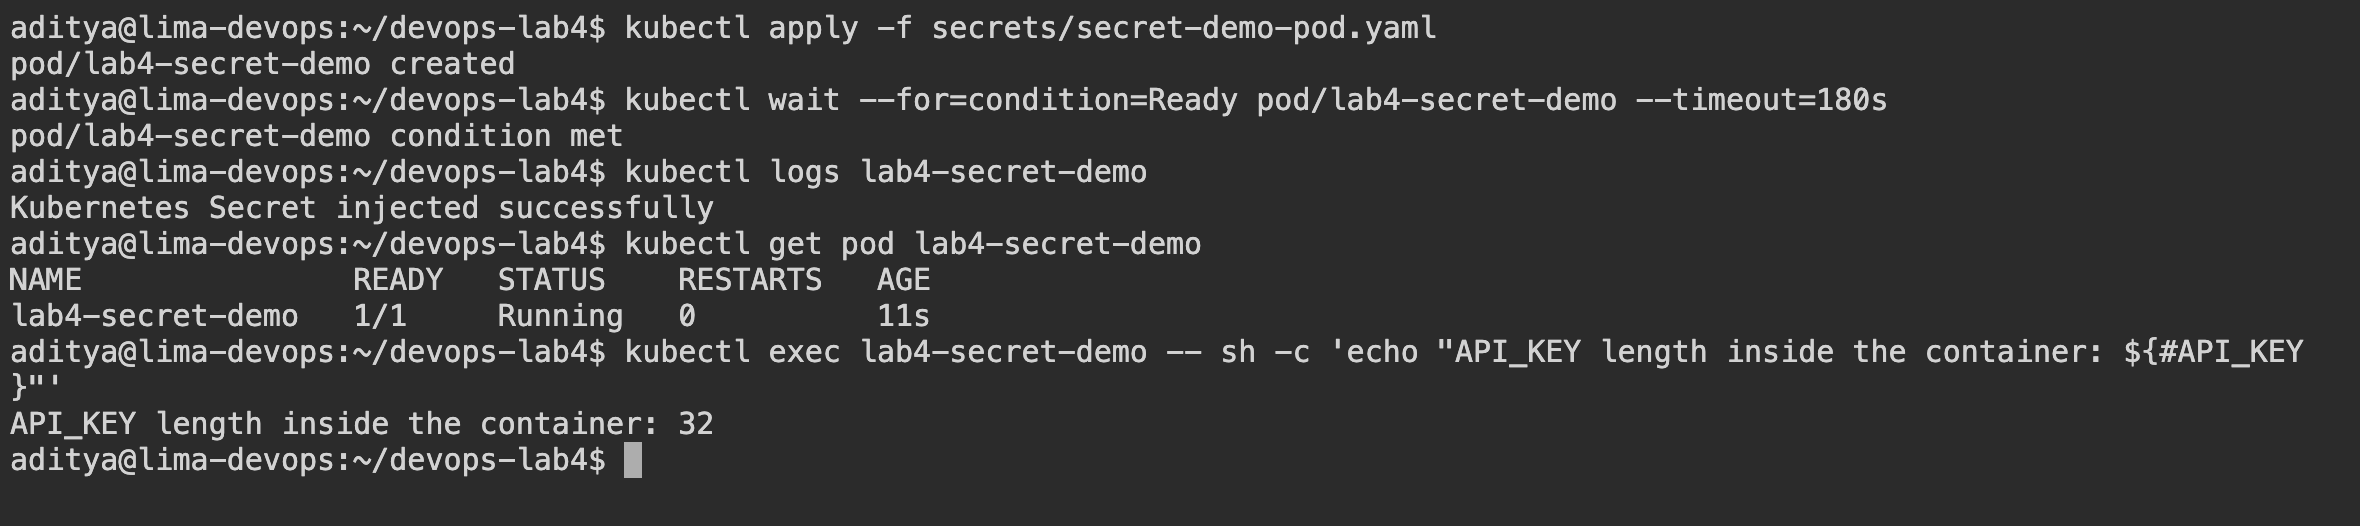 aditya@lima-devops:~/devops-lab4$ kubectl apply -f secrets/secret-demo-pod.yaml
pod/lab4-secret-demo created
aditya@lima-devops:~/devops-lab4$ kubectl wait --for=condition=Ready pod/lab4-secret-demo --timeout=180s
pod/lab4-secret-demo condition met
aditya@lima-devops:~/devops-lab4$ kubectl logs lab4-secret-demo
Kubernetes Secret injected successfully
aditya@lima-devops:~/devops-lab4$ kubectl get pod lab4-secret-demo
NAME               READY   STATUS    RESTARTS   AGE
lab4-secret-demo   1/1     Running   0          11s
aditya@lima-devops:~/devops-lab4$ kubectl exec lab4-secret-demo -- sh -c 'echo "API_KEY length inside the container: ${#API_KEY
}"'
API_KEY length inside the container: 32
aditya@lima-devops:~/devops-lab4$